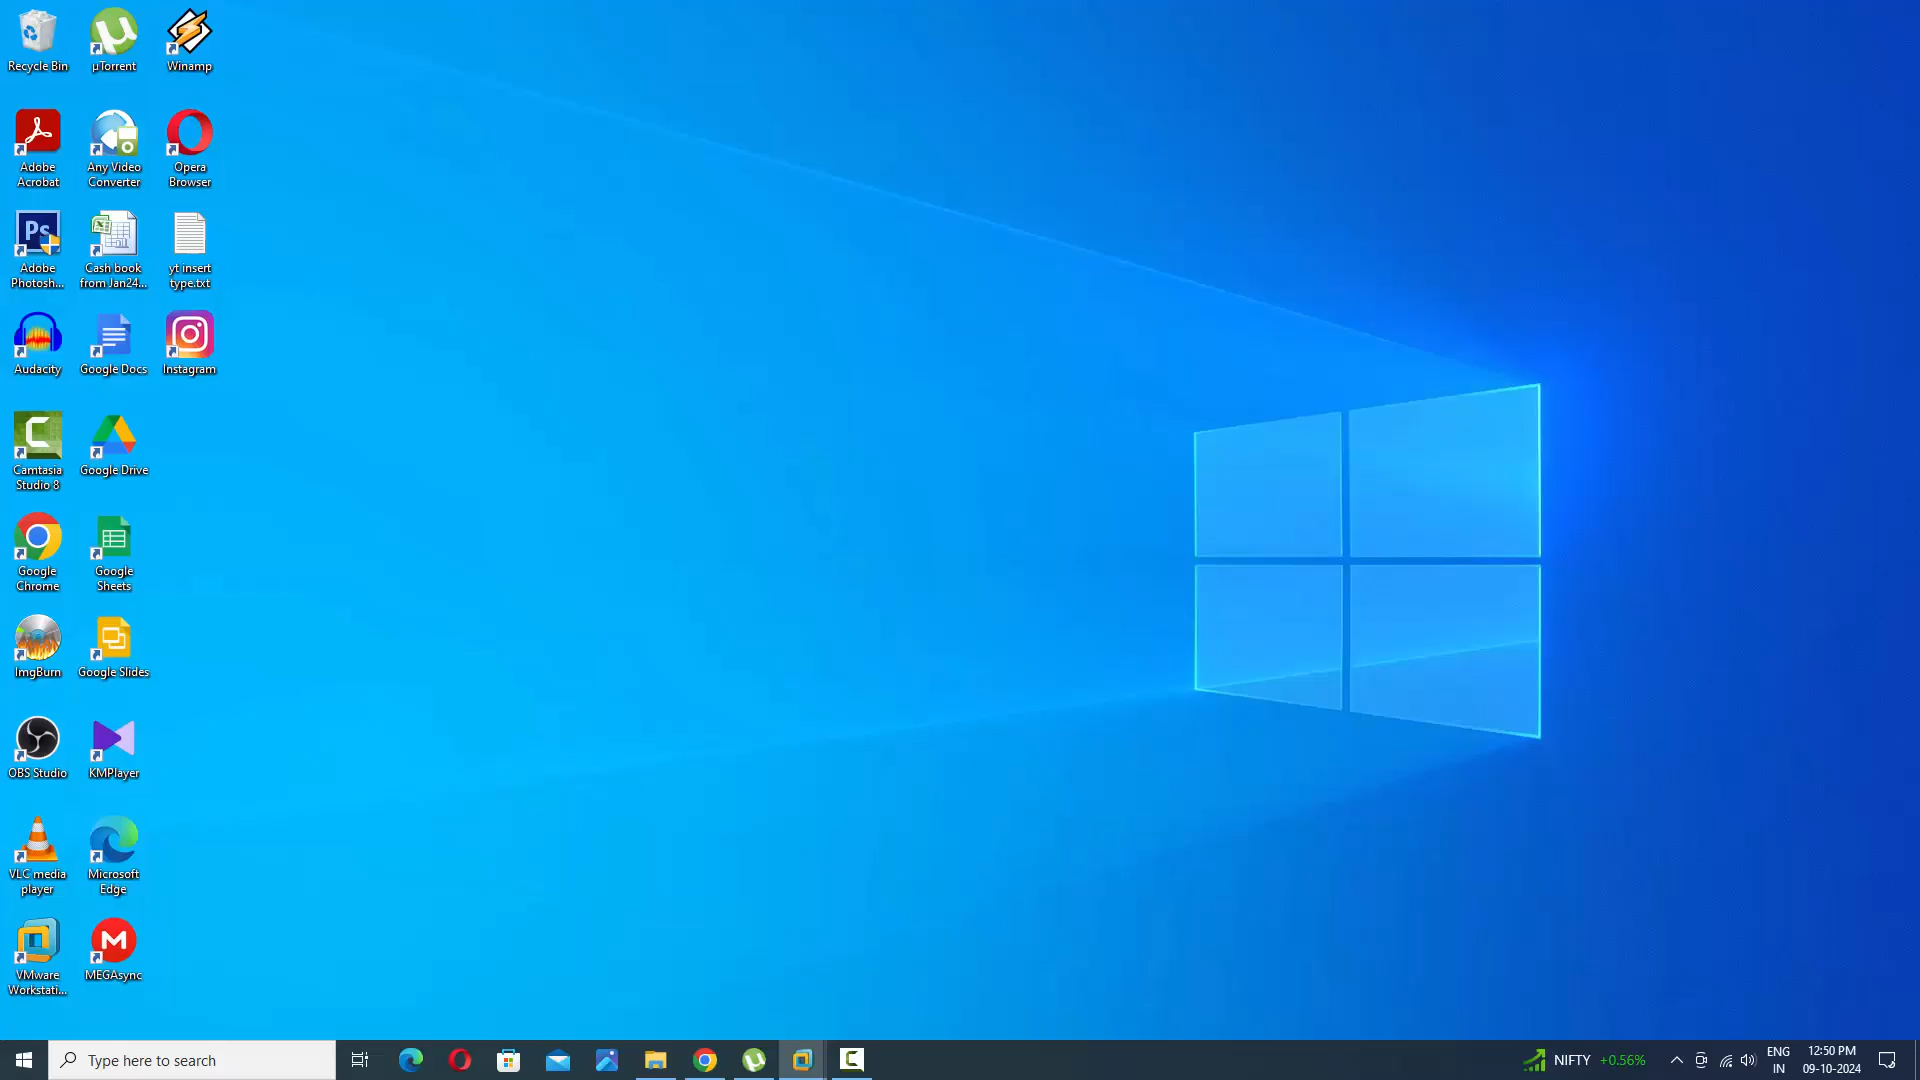 Recycle Bin
µTorrent
Winamp
Adobe
Acrobat
Any Video
Converter
Opera
Browser
Ps
Adobe
Photosh...
Cash book
from Jan24...
yt insert
type.txt
Audacity
Google Docs
Instagram
Camtasia
Studio 8
Google Drive
Google
Chrome
Google
Sheets
ImgBurn
Google Slides
OBS Studio
KMPlayer
VLC media
player
Microsoft
Edge
VMware
Workstati...
MEGAsync
Type here to search
NIFTY +0.56%
ENG
IN
12:50 PM
09-10-2024